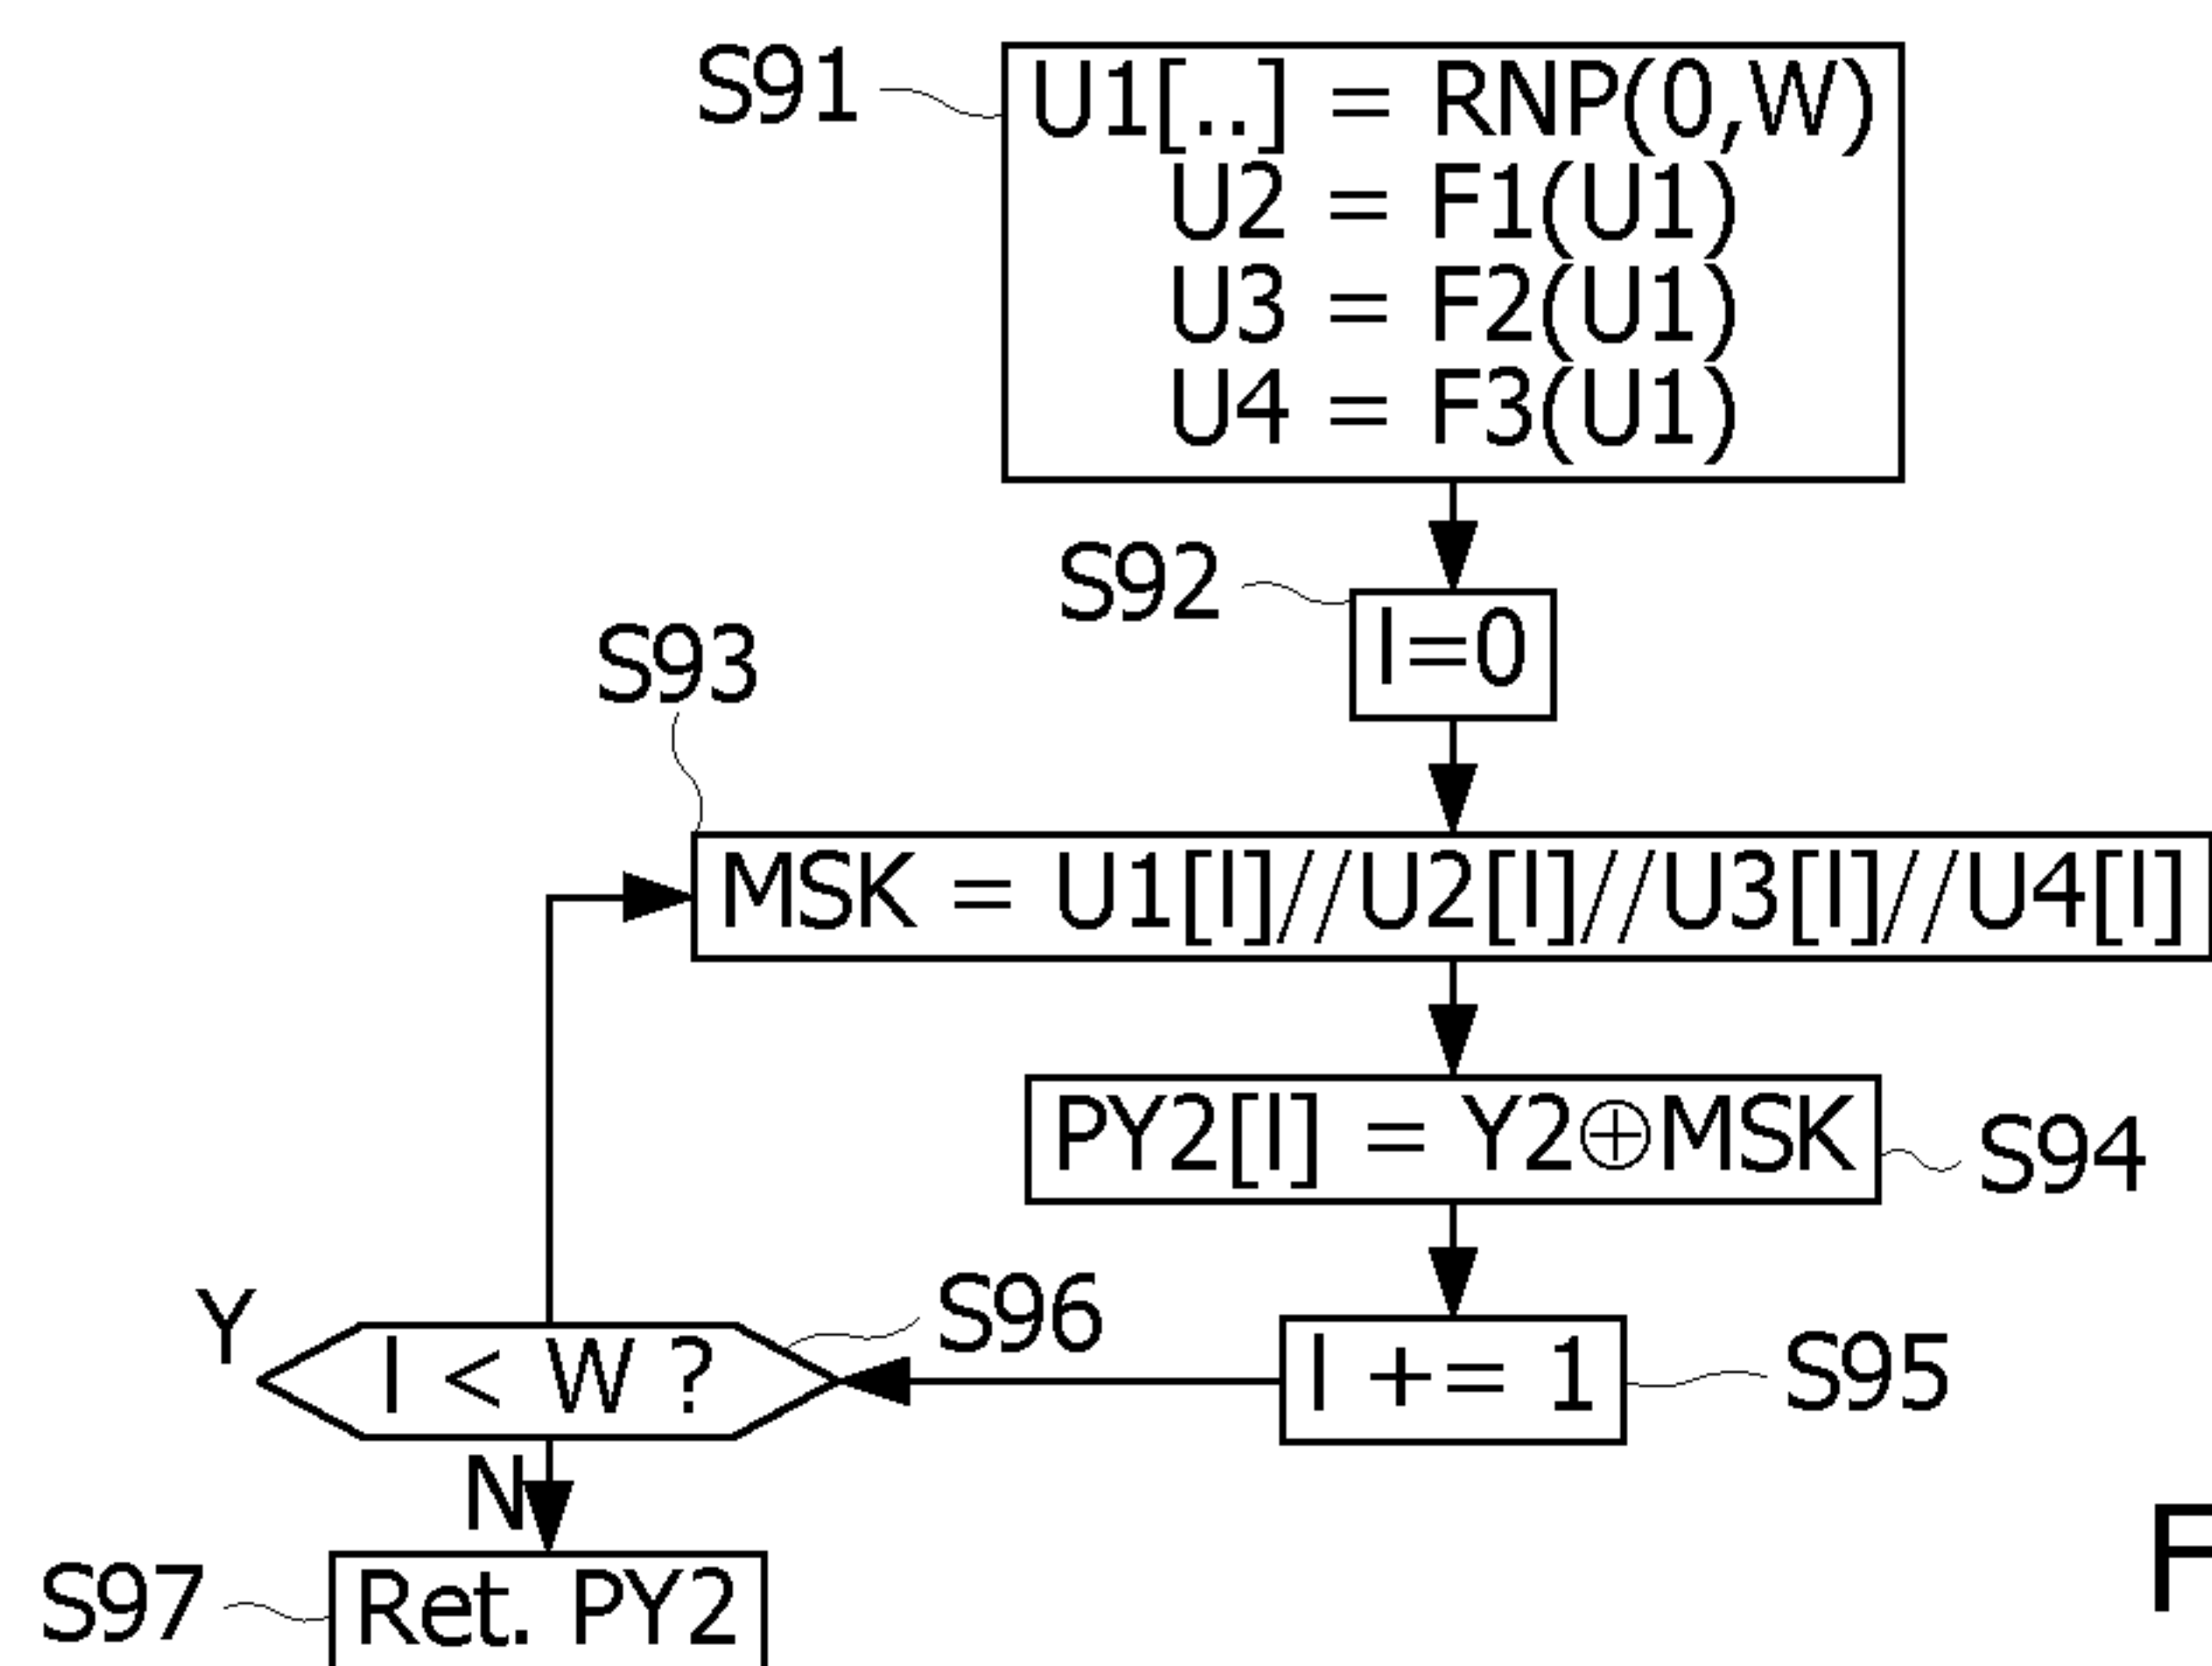 S91
U1[..] = RNP(0,W)
U2 = F1(U1)
U3 = F2(U1)
U4 = F3(U1)
S92
I=0
S93
MSK = U1[I]//U2[I]//U3[I]//U4[I]
PY2[I] = Y2⊕MSK
S94
S96
Y
I < W ?
I += 1
S95
N
S97
Ret. PY2
F